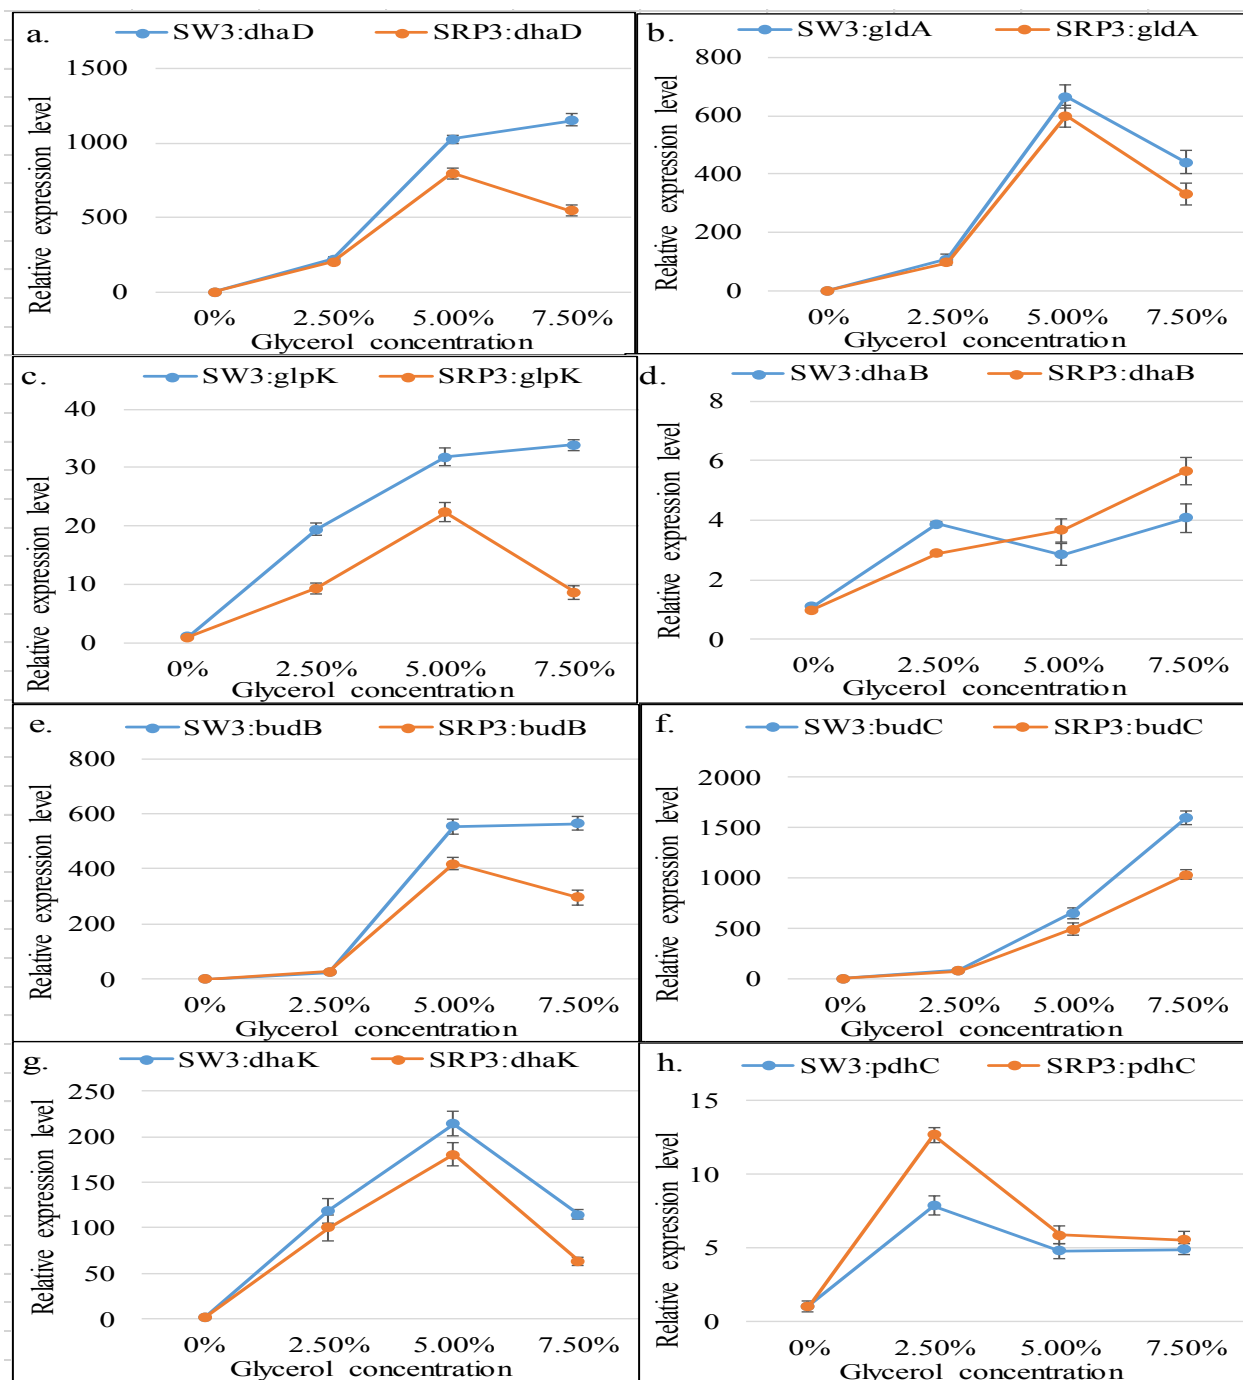 a.
SW3:dhaD SRP3:dhaD
Relative expression level
1500
1000
500
0
0% 2.50% 5.00% 7.50%
Glycerol concentration
b.
SW3:gldA SRP3:gldA
Relative expression level
800
600
400
200
0
0% 2.50% 5.00% 7.50%
Glycerol concentration
c.
SW3:glpK SRP3:glpK
Relative expression level
40
30
20
10
0
0% 2.50% 5.00% 7.50%
Glycerol concentration
d.
SW3:dhaB SRP3:dhaB
Relative expression level
8
6
4
2
0
0% 2.50% 5.00% 7.50%
Glycerol concentration
e.
SW3:budB SRP3:budB
Relative expression level
800
600
400
200
0
0% 2.50% 5.00% 7.50%
Glycerol concentration
f.
SW3:budC SRP3:budC
Relative expression level
2000
1500
1000
500
0
0% 2.50% 5.00% 7.50%
Glycerol concentration
g.
SW3:dhaK SRP3:dhaK
Relative expression level
250
200
150
100
50
0
0% 2.50% 5.00% 7.50%
Glycerol concentration
h.
SW3:pdhC SRP3:pdhC
Relative expression level
15
10
5
0
0% 2.50% 5.00% 7.50%
Glycerol concentration